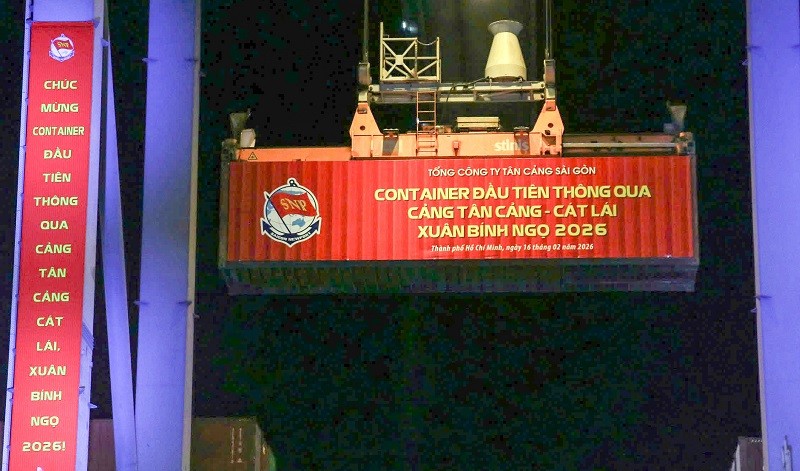 SNP
CHÚC
MỪNG
CONTAINER
ĐẦU
TIÊN
THÔNG
QUA
CẢNG
TÂN
CẢNG
CÁT
LÁI,
XUÂN
BÍNH
NGỌ
2026!
stinis
TỔNG CÔNG TY TÂN CẢNG SÀI GÒN
SNP
CONTAINER ĐẦU TIÊN THÔNG QUA
CẢNG TÂN CẢNG - CÁT LÁI
XUÂN BÍNH NGỌ 2026
Thành phố Hồ Chí Minh, ngày 16 tháng 02 năm 2026